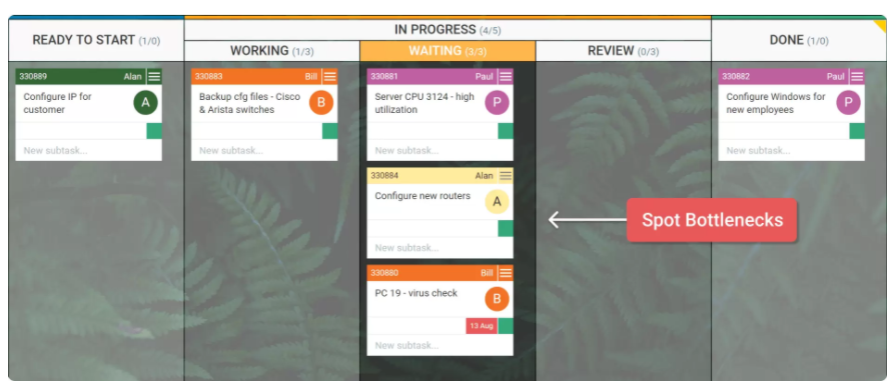 READY TO START (1/0)
IN PROGRESS (4/5)
WORKING (1/3)
WAITING (3/3)
REVIEW (0/3)
DONE (1/0)
330889 Alan
Configure IP for
customer
A
New subtask...
330883 Bill
Backup cfg files - Cisco
& Arista switches
B
New subtask...
330881 Paul
Server CPU 3124 - high
utilization
P
New subtask...
330884 Alan
Configure new routers
A
New subtask...
330880 Bill
PC 19 - virus check
B
13 Aug.
New subtask...
Spot Bottlenecks
330882 Paul
Configure Windows for
new employees
P
New subtask...